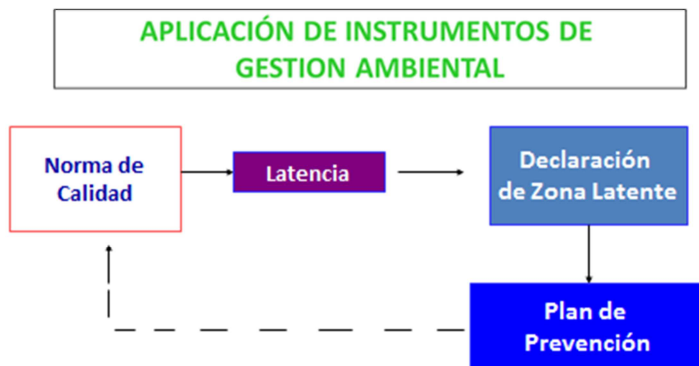 APLICACIÓN DE INSTRUMENTOS DE
GESTION AMBIENTAL
Norma de
Calidad
Latencia
Declaración
de Zona Latente
Plan de
Prevención